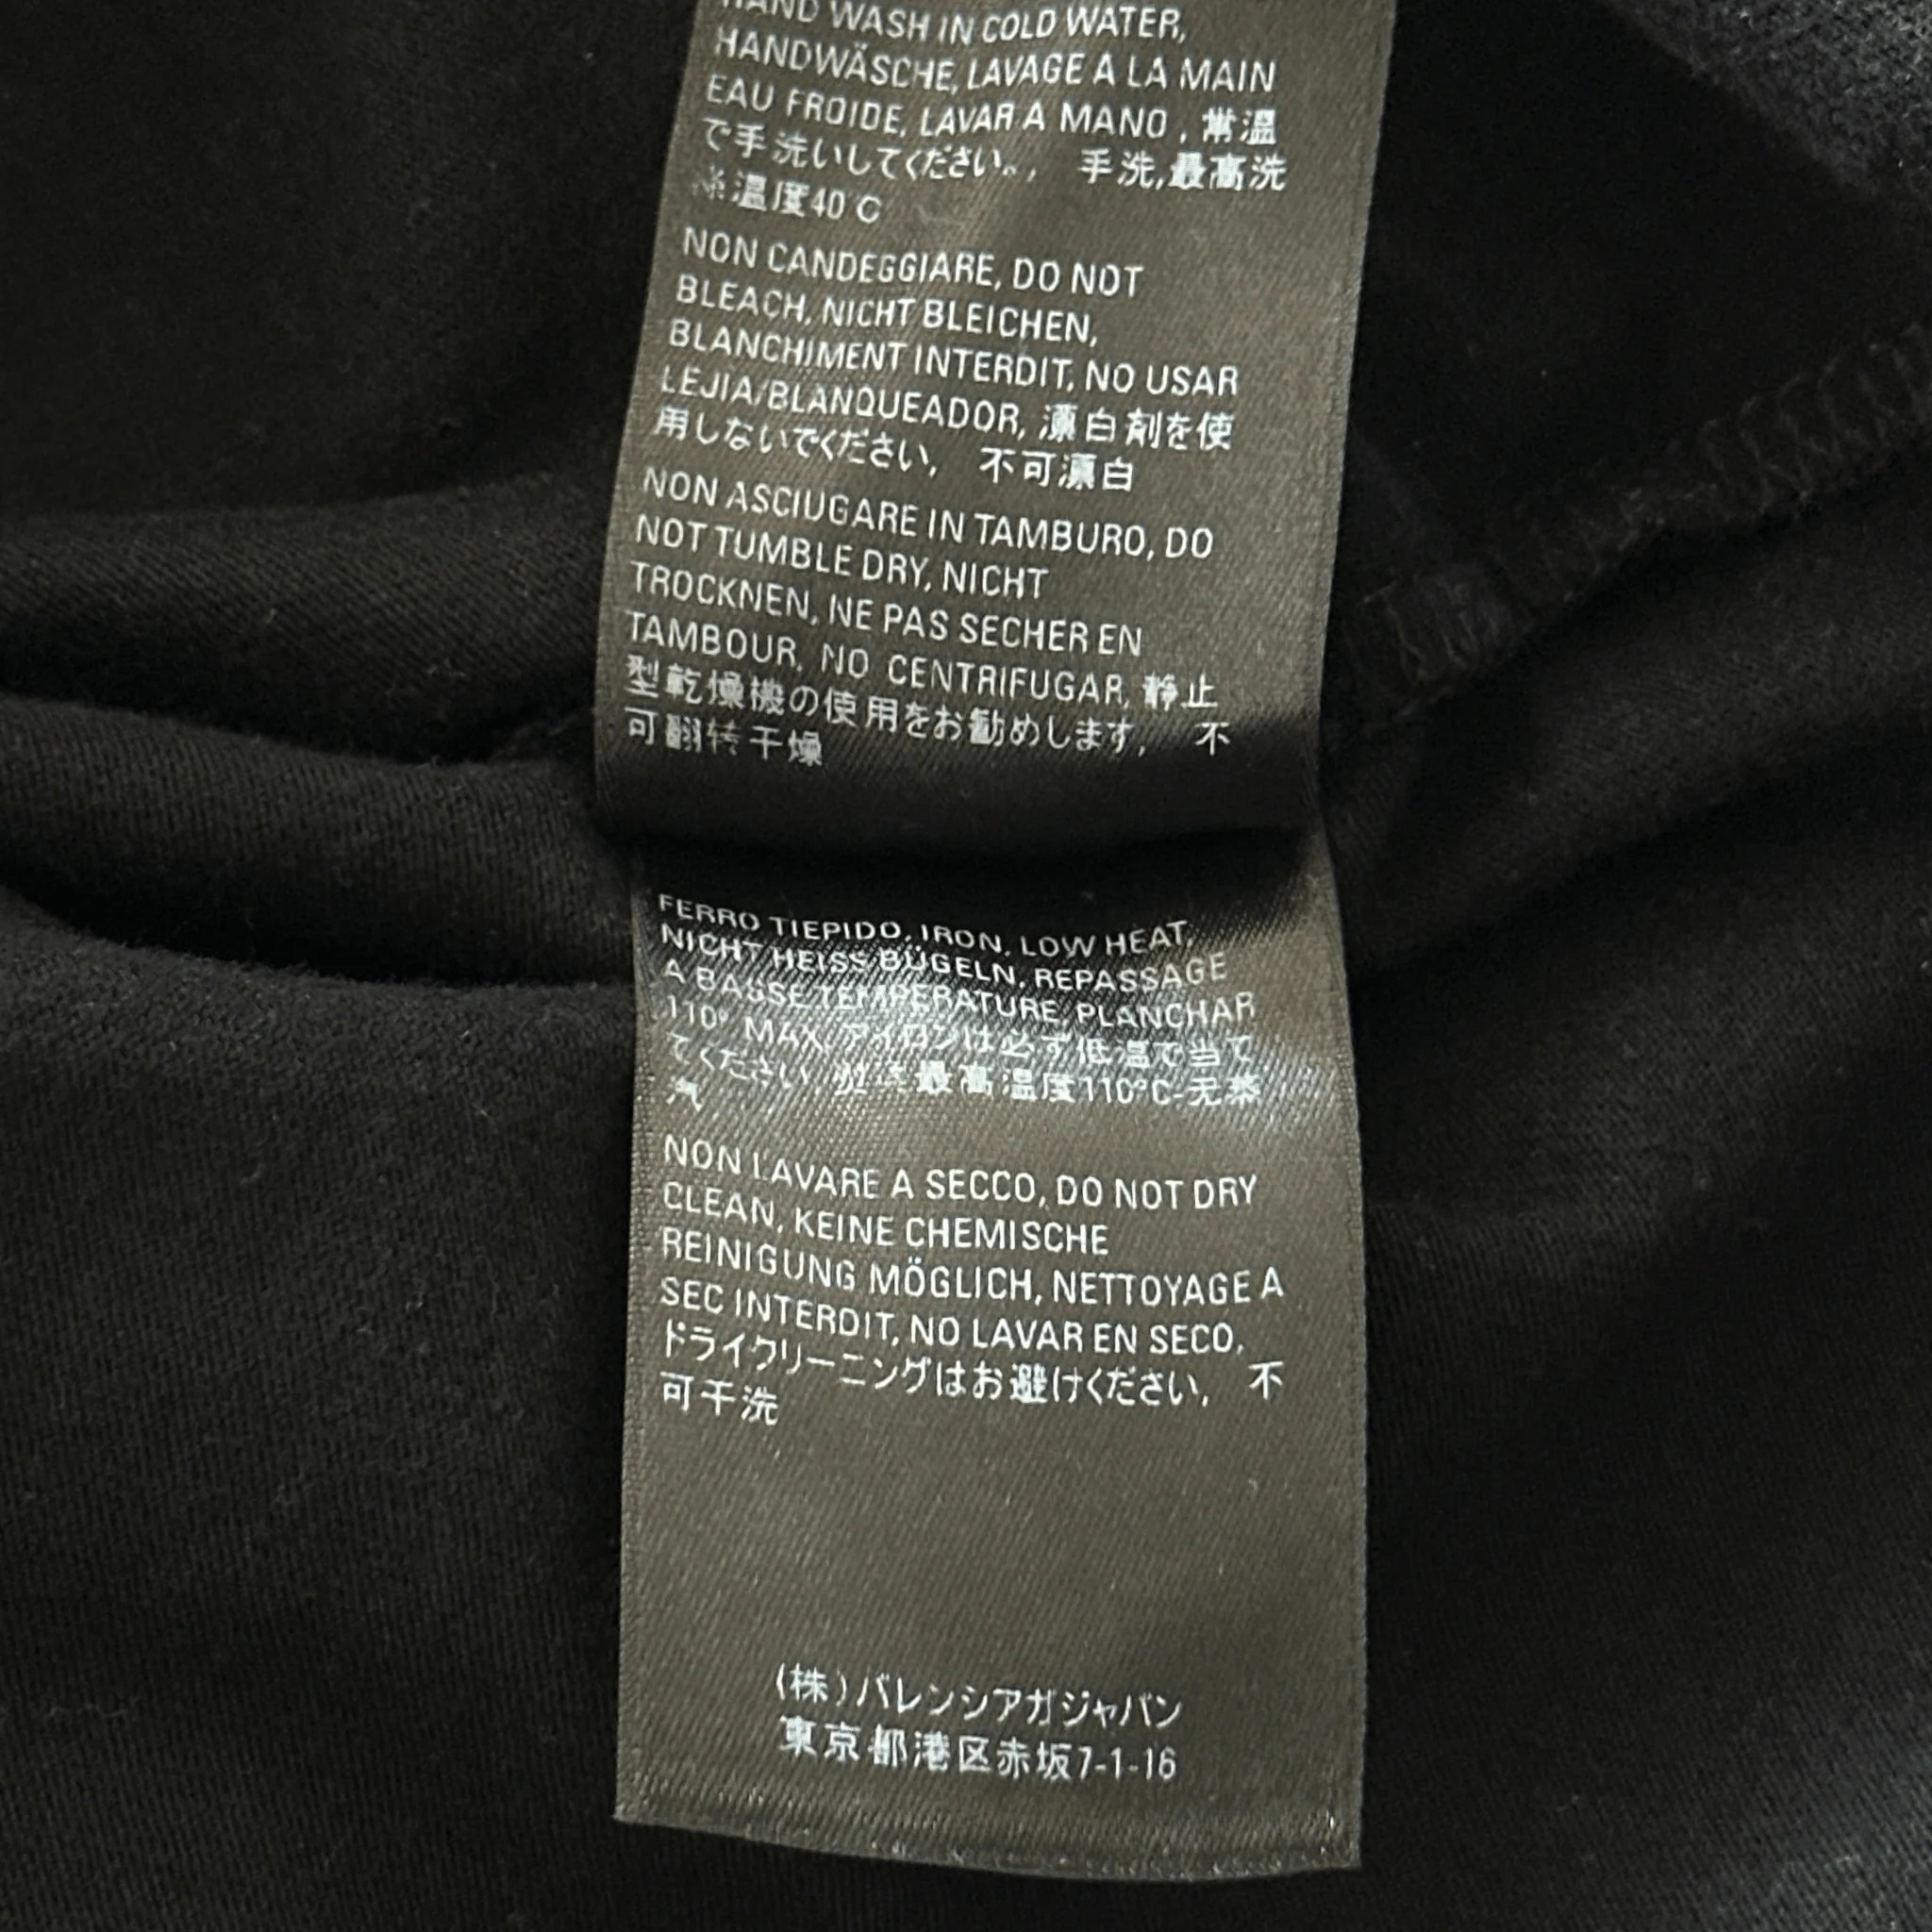 HAND WASH IN COLD WATER,
HANDWÄSCHE, LAVAGE A LA MAIN
EAU FROIDE, LAVAR A MANO , 常温
で手洗いしてください。, 手洗,最高洗
涤温度40 C
NON CANDEGGIARE, DO NOT
BLEACH, NICHT BLEICHEN,
BLANCHIMENT INTERDIT, NO USAR
LEJIA/BLANQUEADOR, 漂白剤を使
用しないでください, 不可漂白
NON ASCIUGARE IN TAMBURO, DO
NOT TUMBLE DRY, NICHT
TROCKNEN, NE PAS SECHER EN
TAMBOUR, NO CENTRIFUGAR, 静止
型乾燥機の使用をお勧めします, 不
可翻转干燥
FERRO TIEPIDO, IRON, LOW HEAT,
NICHT HEISS BÜGELN, REPASSAGE
A BASSE TEMPERATURE, PLANCHAR
110° MAX, アイロンは必ず低温で当て
てください 最高温度110°C-无蒸
汽
NON LAVARE A SECCO, DO NOT DRY
CLEAN, KEINE CHEMISCHE
REINIGUNG MÖGLICH, NETTOYAGE A
SEC INTERDIT, NO LAVAR EN SECO,
ドライクリーニングはお避けください, 不
可干洗
(株)バレンシアガジャパン
東京都港区赤坂7-1-16